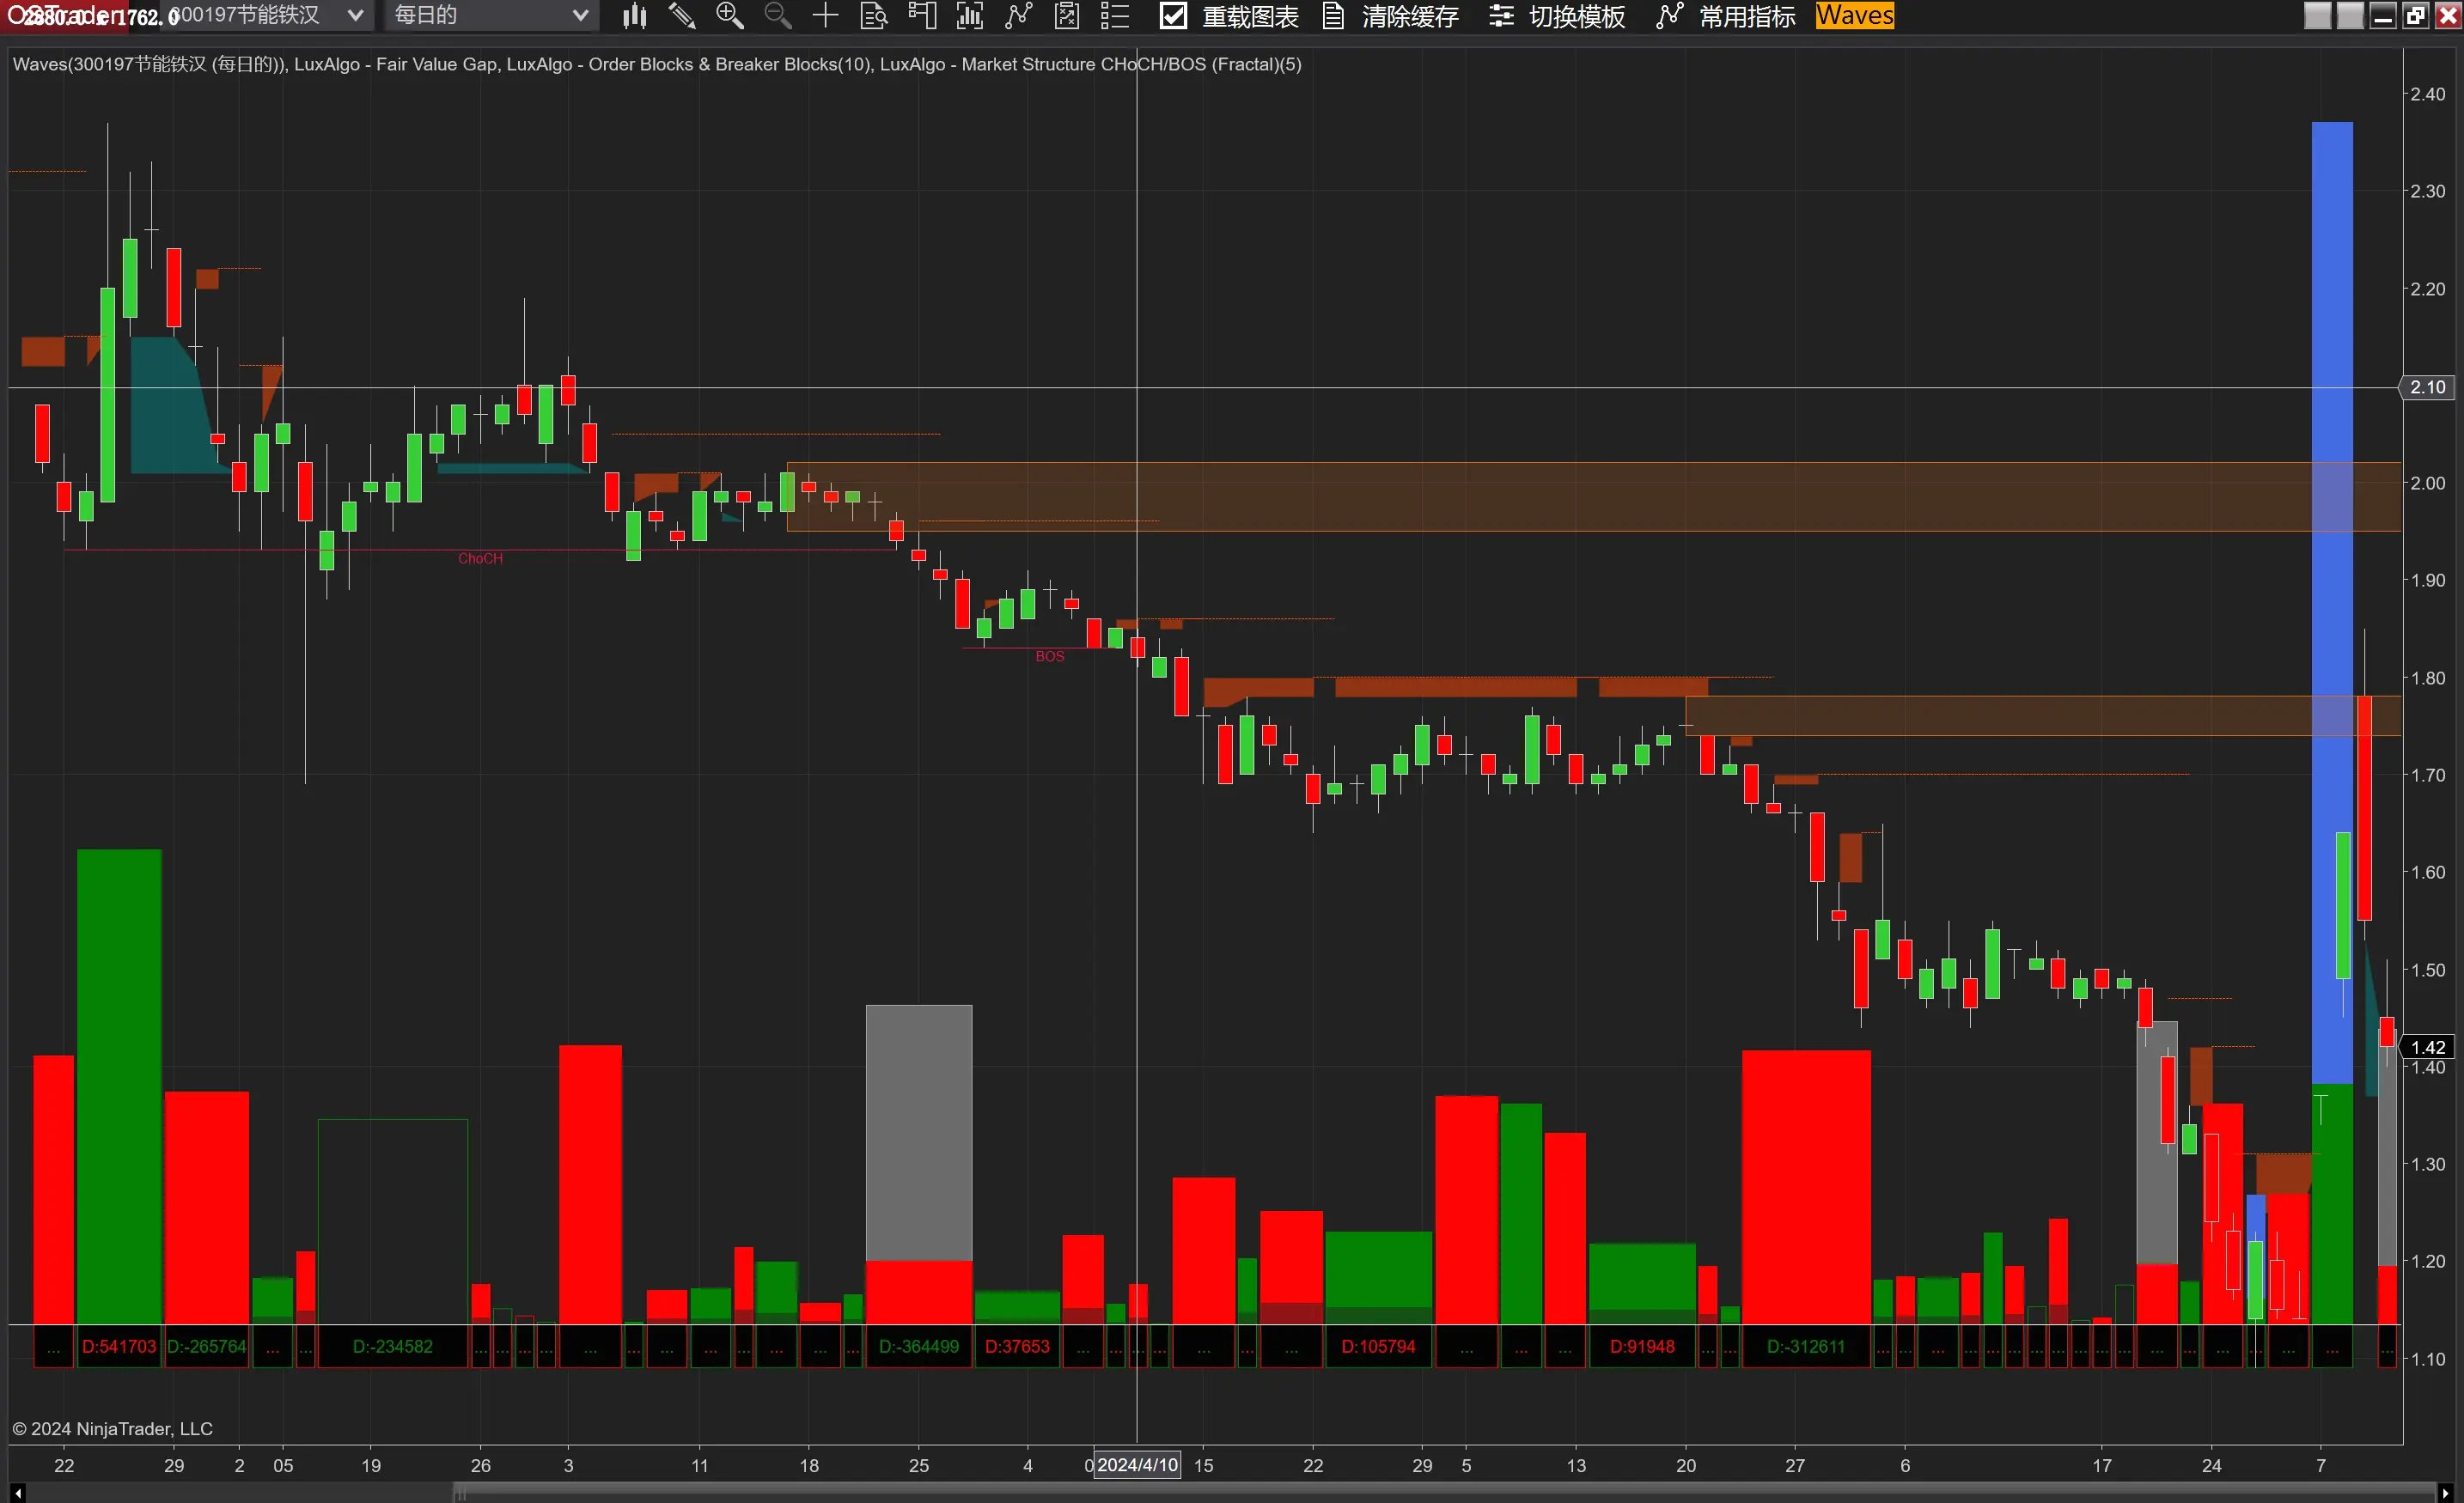 OSTrader 2880.0 x 1762.0 300197节能铁汉 每日的 重载图表 清除缓存 切换模板 常用指标 Waves
Waves(300197节能铁汉 (每日的)), LuxAlgo - Fair Value Gap, LuxAlgo - Order Blocks & Breaker Blocks(10), LuxAlgo - Market Structure CHoCH/BOS (Fractal)(5)
2.40
2.30
2.20
2.10
2.00
1.90
ChoCH
BOS
1.80
1.70
1.60
1.50
1.42
1.40
1.30
1.20
... D:541703 D:-265764 ... ... D:-234582 ... ... ... ... ... ... ... ... ... ... ... ... D:-364499 D:37653 ... ... ... ... ... ... ... D:105794 ... ... ... D:91948 ... ... D:-312611 ... ... ... ... ... ... ... ... ... ... ... ... ... ... ... ... ...
1.10
© 2024 NinjaTrader, LLC
22 29 2 05 19 26 3 11 18 25 4 0 2024/4/10 15 22 29 5 13 20 27 6 17 24 7